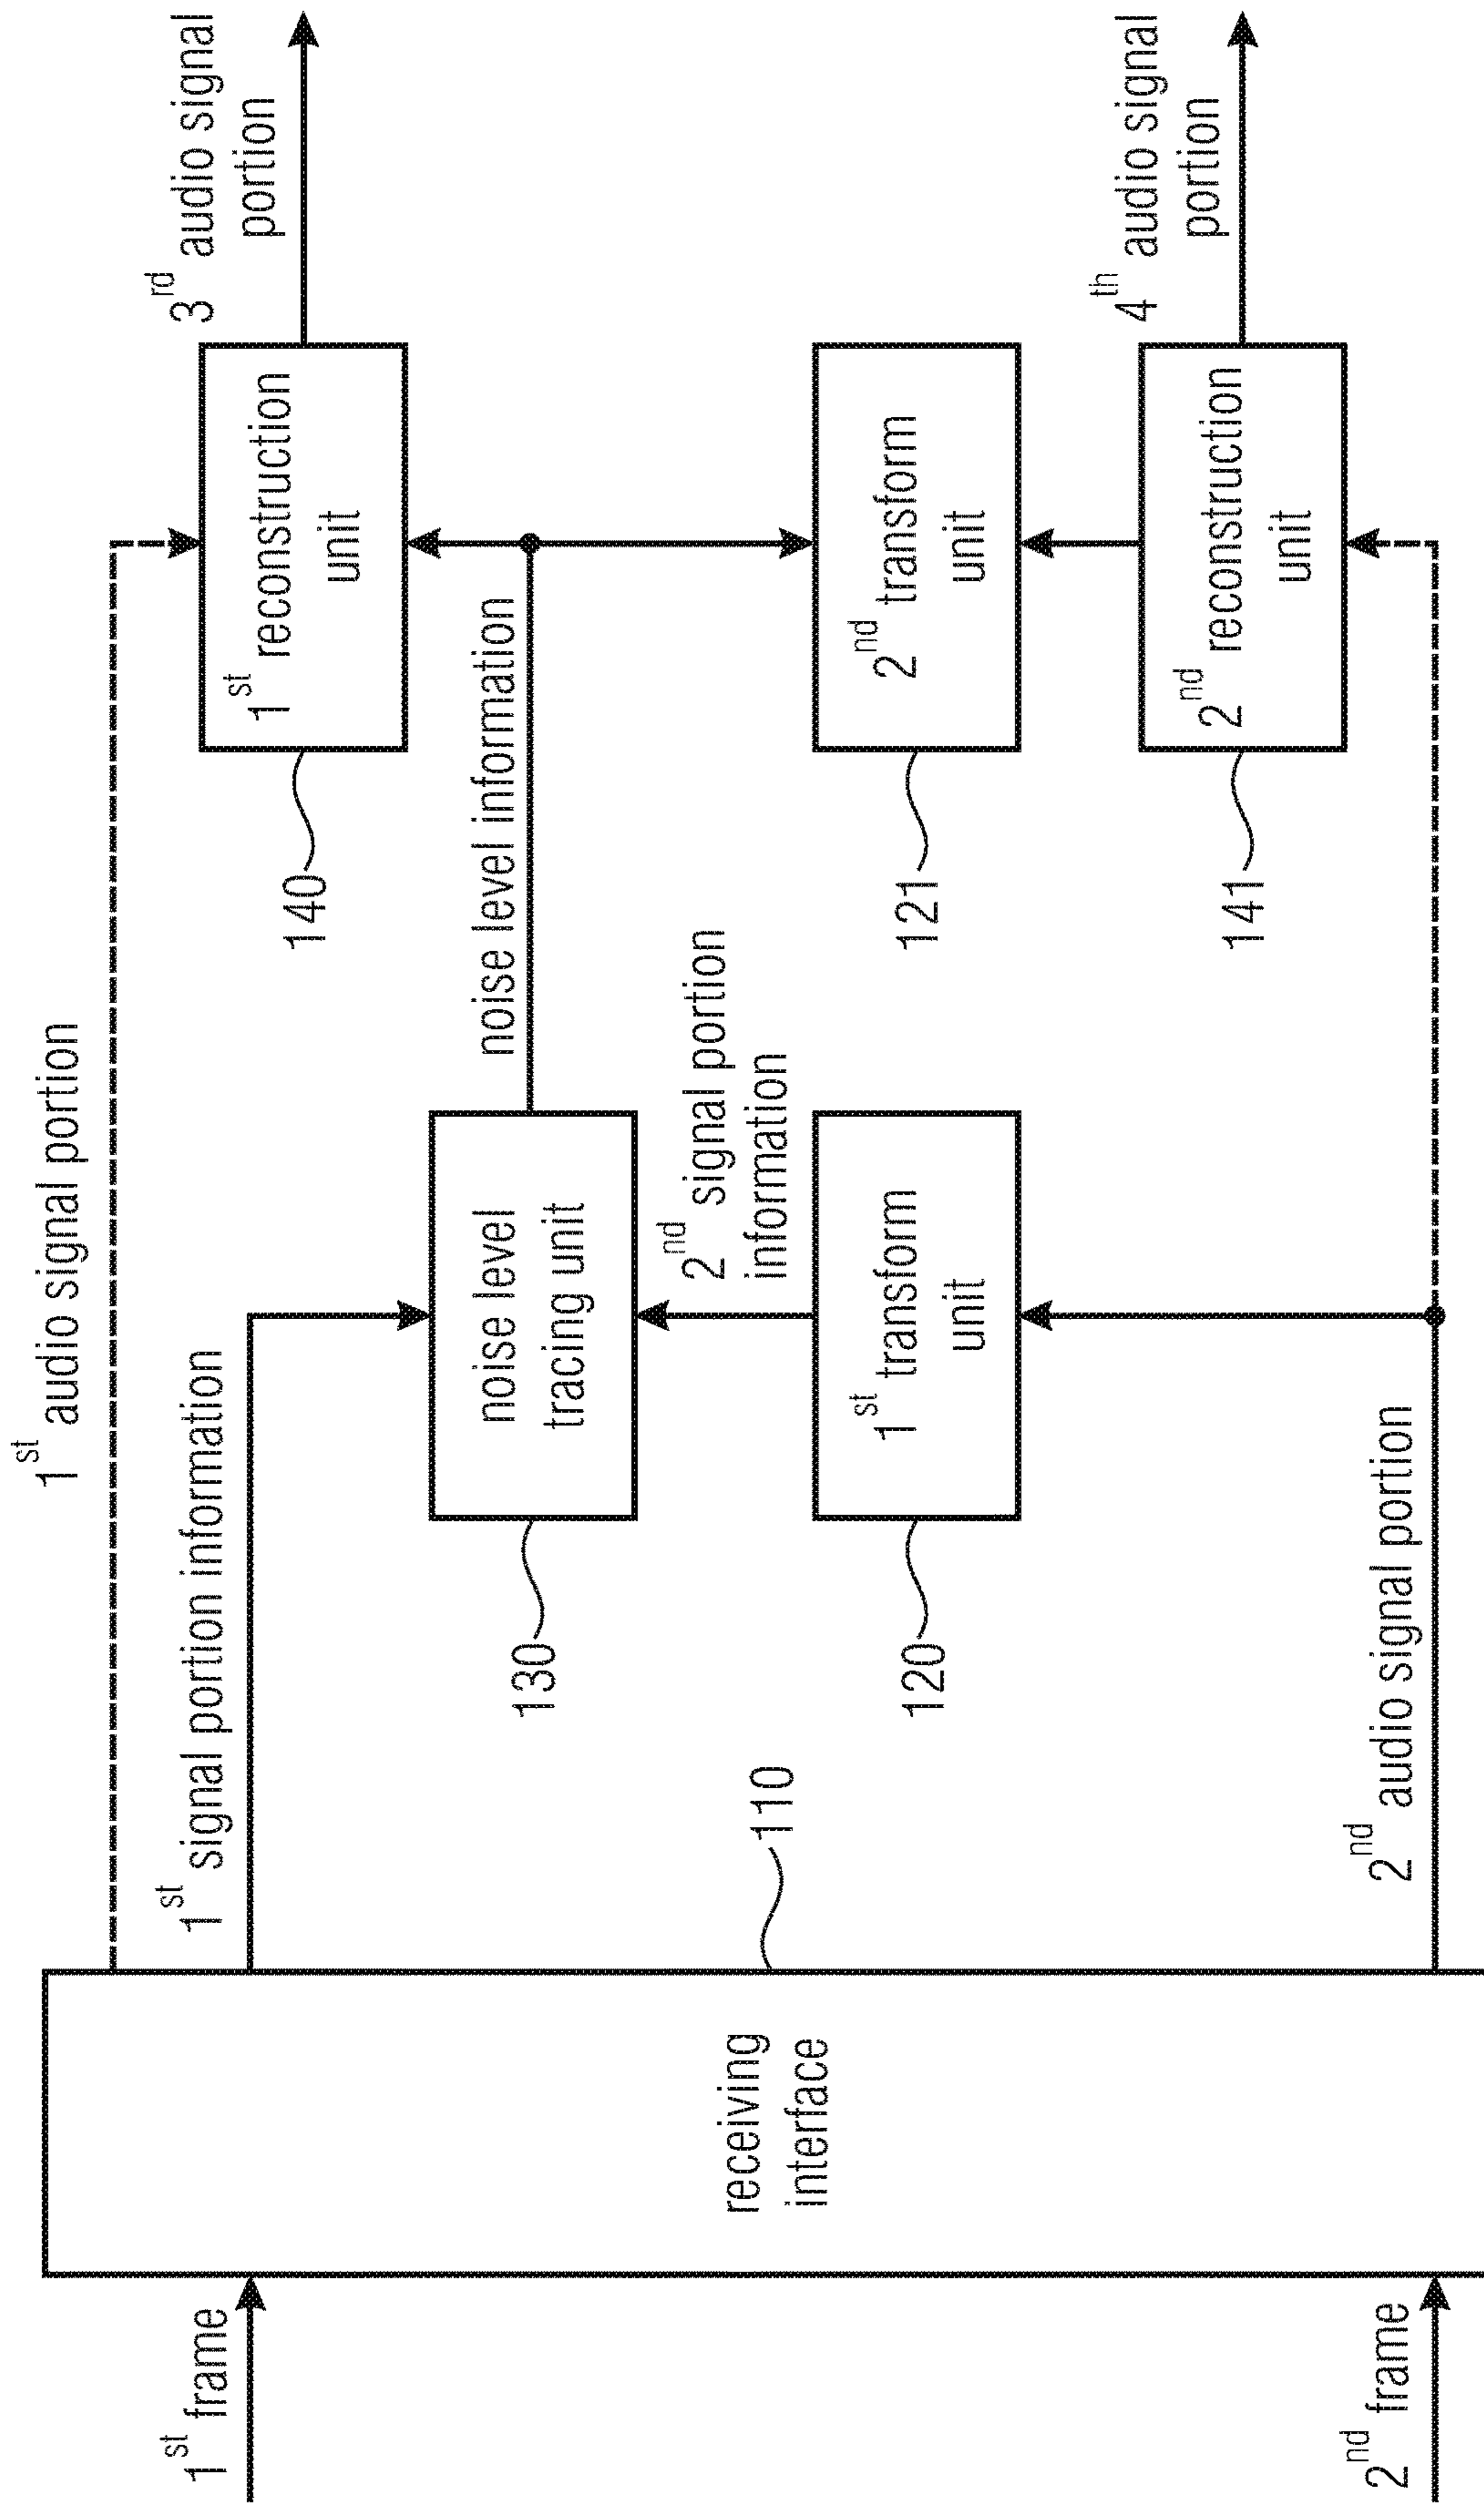 1st frame
2nd frame
receiving
interface
110
1st audio signal portion
1st signal portion information
2nd audio signal portion
130
noise level
tracing unit
120
1st transform
unit
2nd signal portion
information
noise level information
140
1st reconstruction
unit
121
2nd transform
unit
141
2nd reconstruction
unit
3rd audio signal
portion
4th audio signal
portion